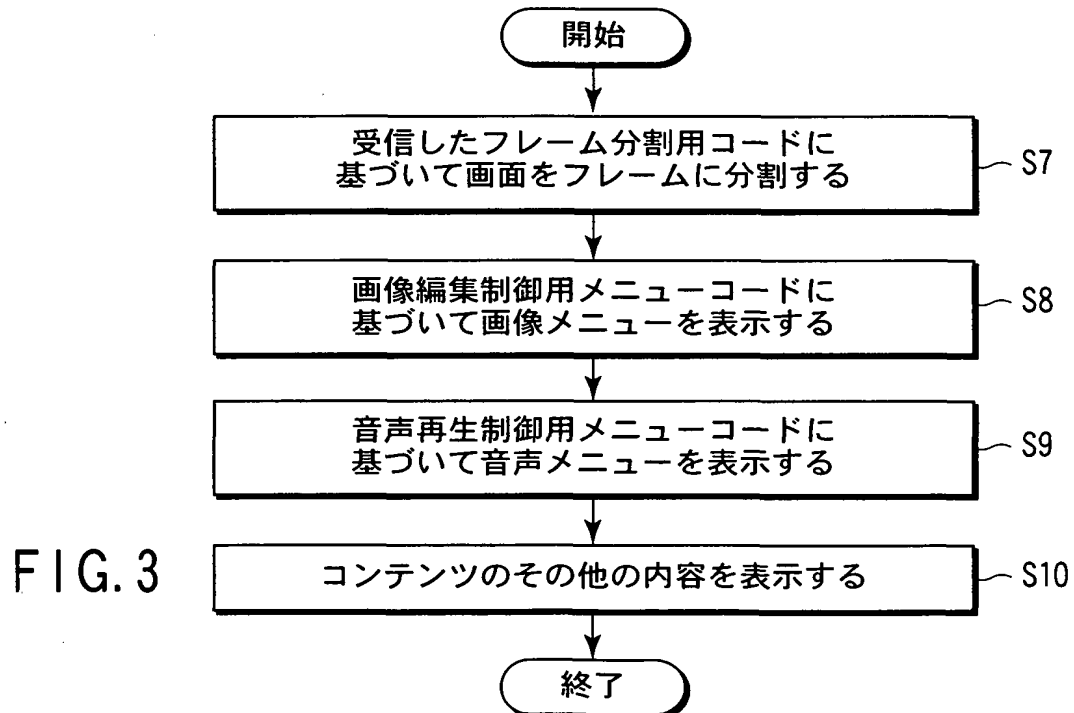 開始
受信したフレーム分割用コードに
基づいて画面をフレームに分割する
S7
画像編集制御用メニューコードに
基づいて画像メニューを表示する
S8
音声再生制御用メニューコードに
基づいて音声メニューを表示する
S9
FIG. 3
コンテンツのその他の内容を表示する
S10
終了